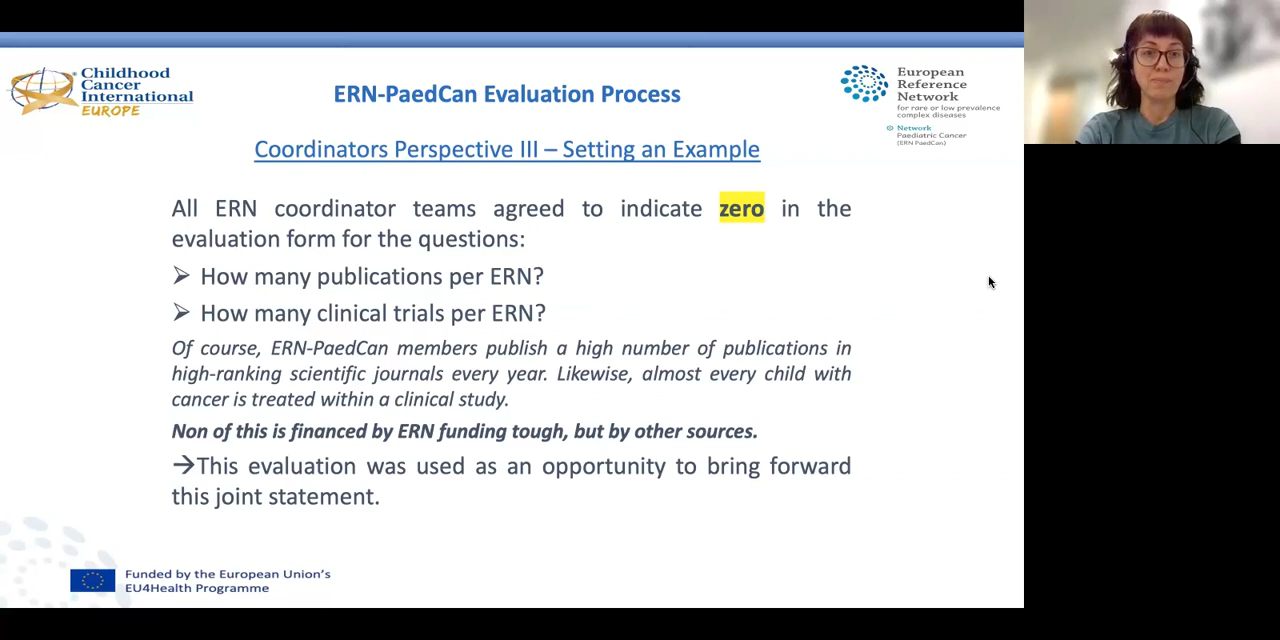 Childhood
Cancer
International
EUROPE
ERN-PaedCan Evaluation Process
European
Reference
Network
for rare or low prevalence
complex diseases
Network
Paediatric Cancer
(ERN PaedCan)
Coordinators Perspective III – Setting an Example
All ERN coordinator teams agreed to indicate zero in the
evaluation form for the questions:
➢ How many publications per ERN?
➢ How many clinical trials per ERN?
Of course, ERN-PaedCan members publish a high number of publications in
high-ranking scientific journals every year. Likewise, almost every child with
cancer is treated within a clinical study.
Non of this is financed by ERN funding tough, but by other sources.
→This evaluation was used as an opportunity to bring forward
this joint statement.
Funded by the European Union's
EU4Health Programme